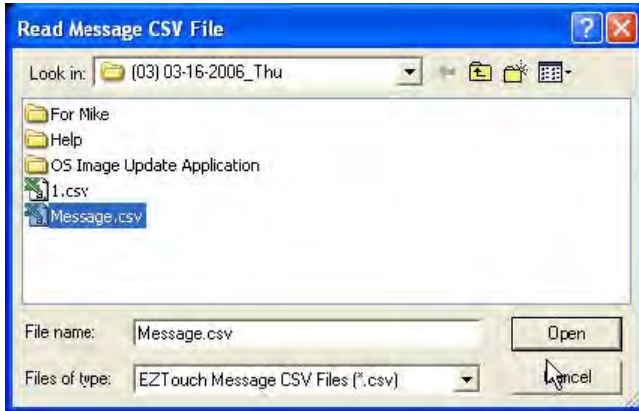 Read Message CSV File
Look in: (03) 03-16-2006_Thu
For Mike
Help
OS Image Update Application
1.csv
Message.csv
File name: Message.csv Open
Files of type: EZTouch Message CSV Files (*.csv) Cancel